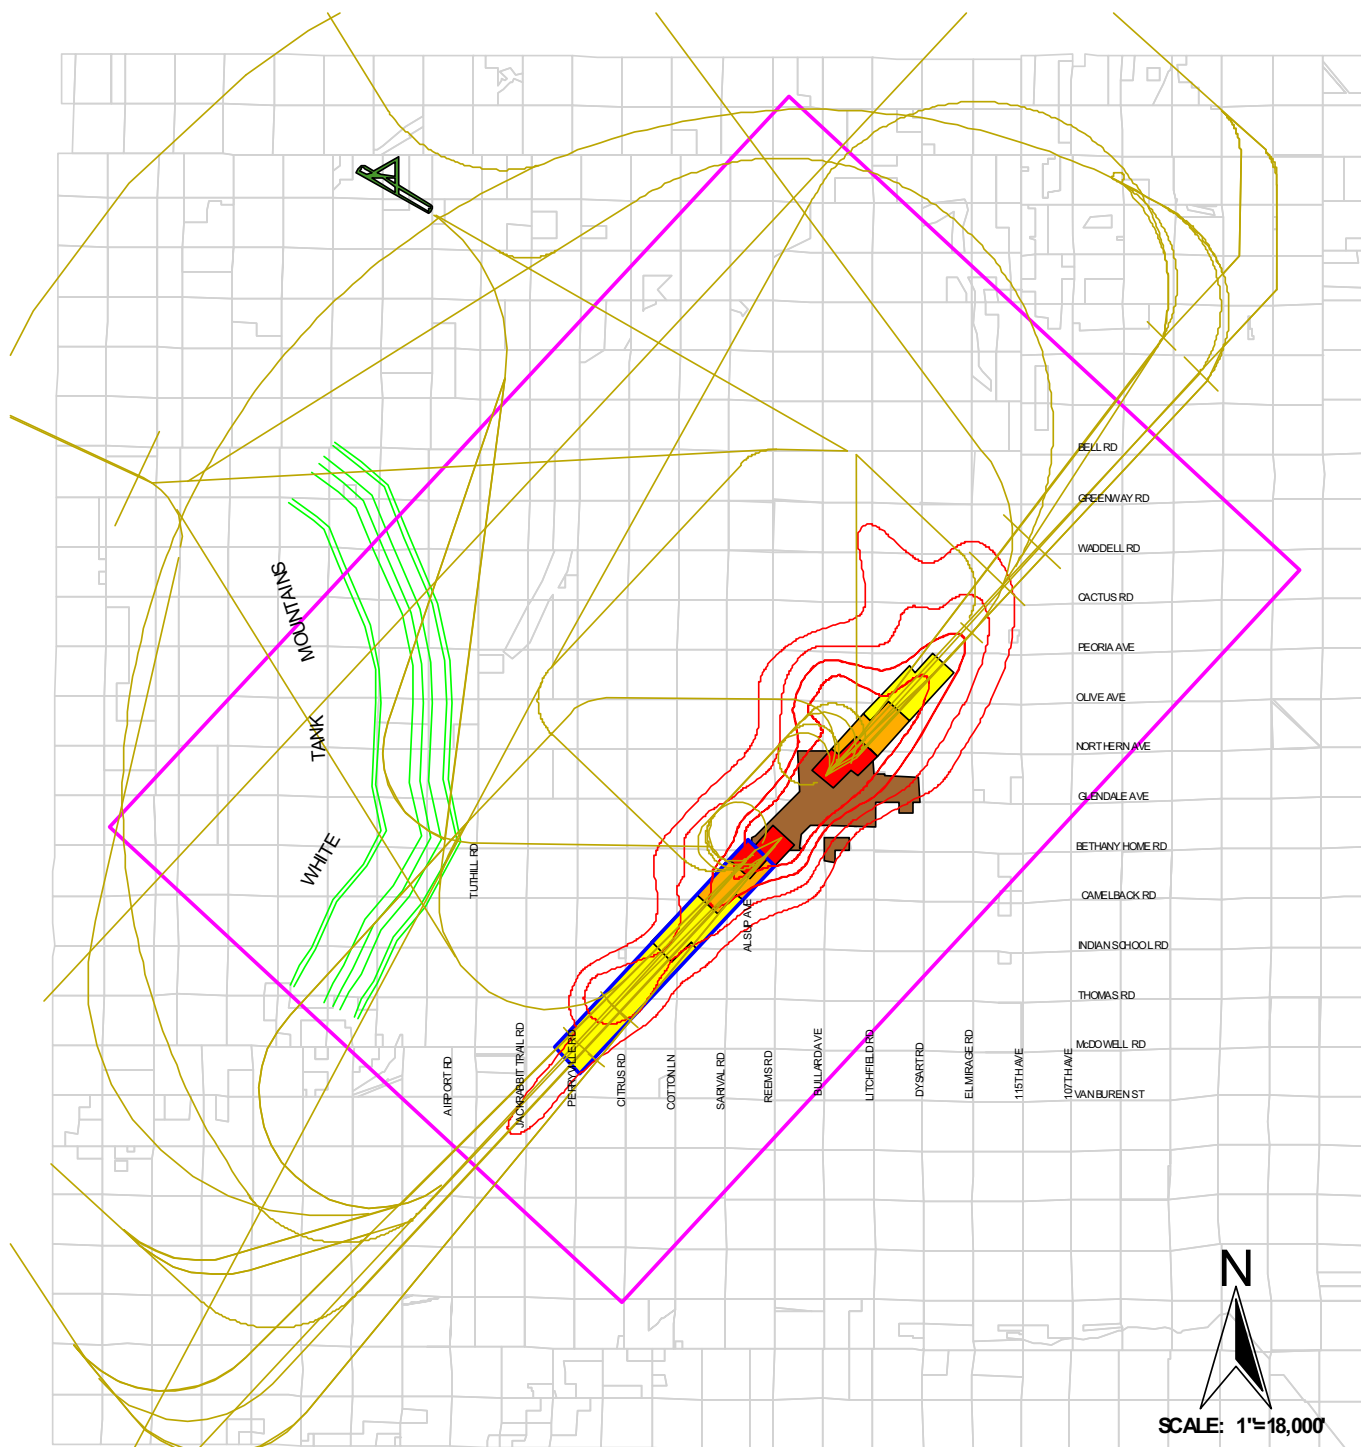 BELL RD
GREENWAY RD
WADDELL RD
CACTUS RD
PEORIA AVE
OLIVE AVE
NORTHERN AVE
GLENDALE AVE
BETHANY HOME RD
CAMELBACK RD
INDIAN SCHOOL RD
THOMAS RD
McDOWELL RD
VAN BUREN ST
MOUNTAINS
TANK
WHITE
TUTHILL RD
ALSUP AVE
AIRPORT RD
JACKRABBIT TRAIL RD
PERRYVILLE RD
CITRUS RD
COTTON LN
SARIVAL RD
REEMS RD
BULLARD AVE
LITCHFIELD RD
DYSART RD
EL MIRAGE RD
115TH AVE
107TH AVE
N
SCALE: 1"=18,000'